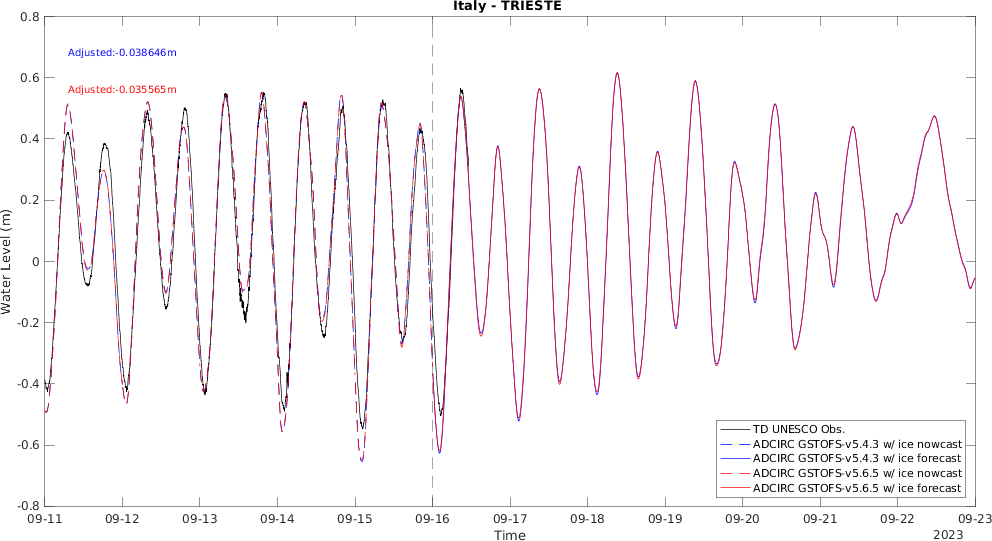 Italy - TRIESTE
0.8
0.6
0.4
0.2
0
-0.2
-0.4
-0.6
-0.8
Water Level (m)
Adjusted:-0.038646m
Adjusted:-0.035565m
TD UNESCO Obs.
ADCIRC GSTOFS-v5.4.3 w/ ice nowcast
ADCIRC GSTOFS-v5.4.3 w/ ice forecast
ADCIRC GSTOFS-v5.6.5 w/ ice nowcast
ADCIRC GSTOFS-v5.6.5 w/ ice forecast
09-11 09-12 09-13 09-14 09-15 09-16 09-17 09-18 09-19 09-20 09-21 09-22 09-23
Time
2023